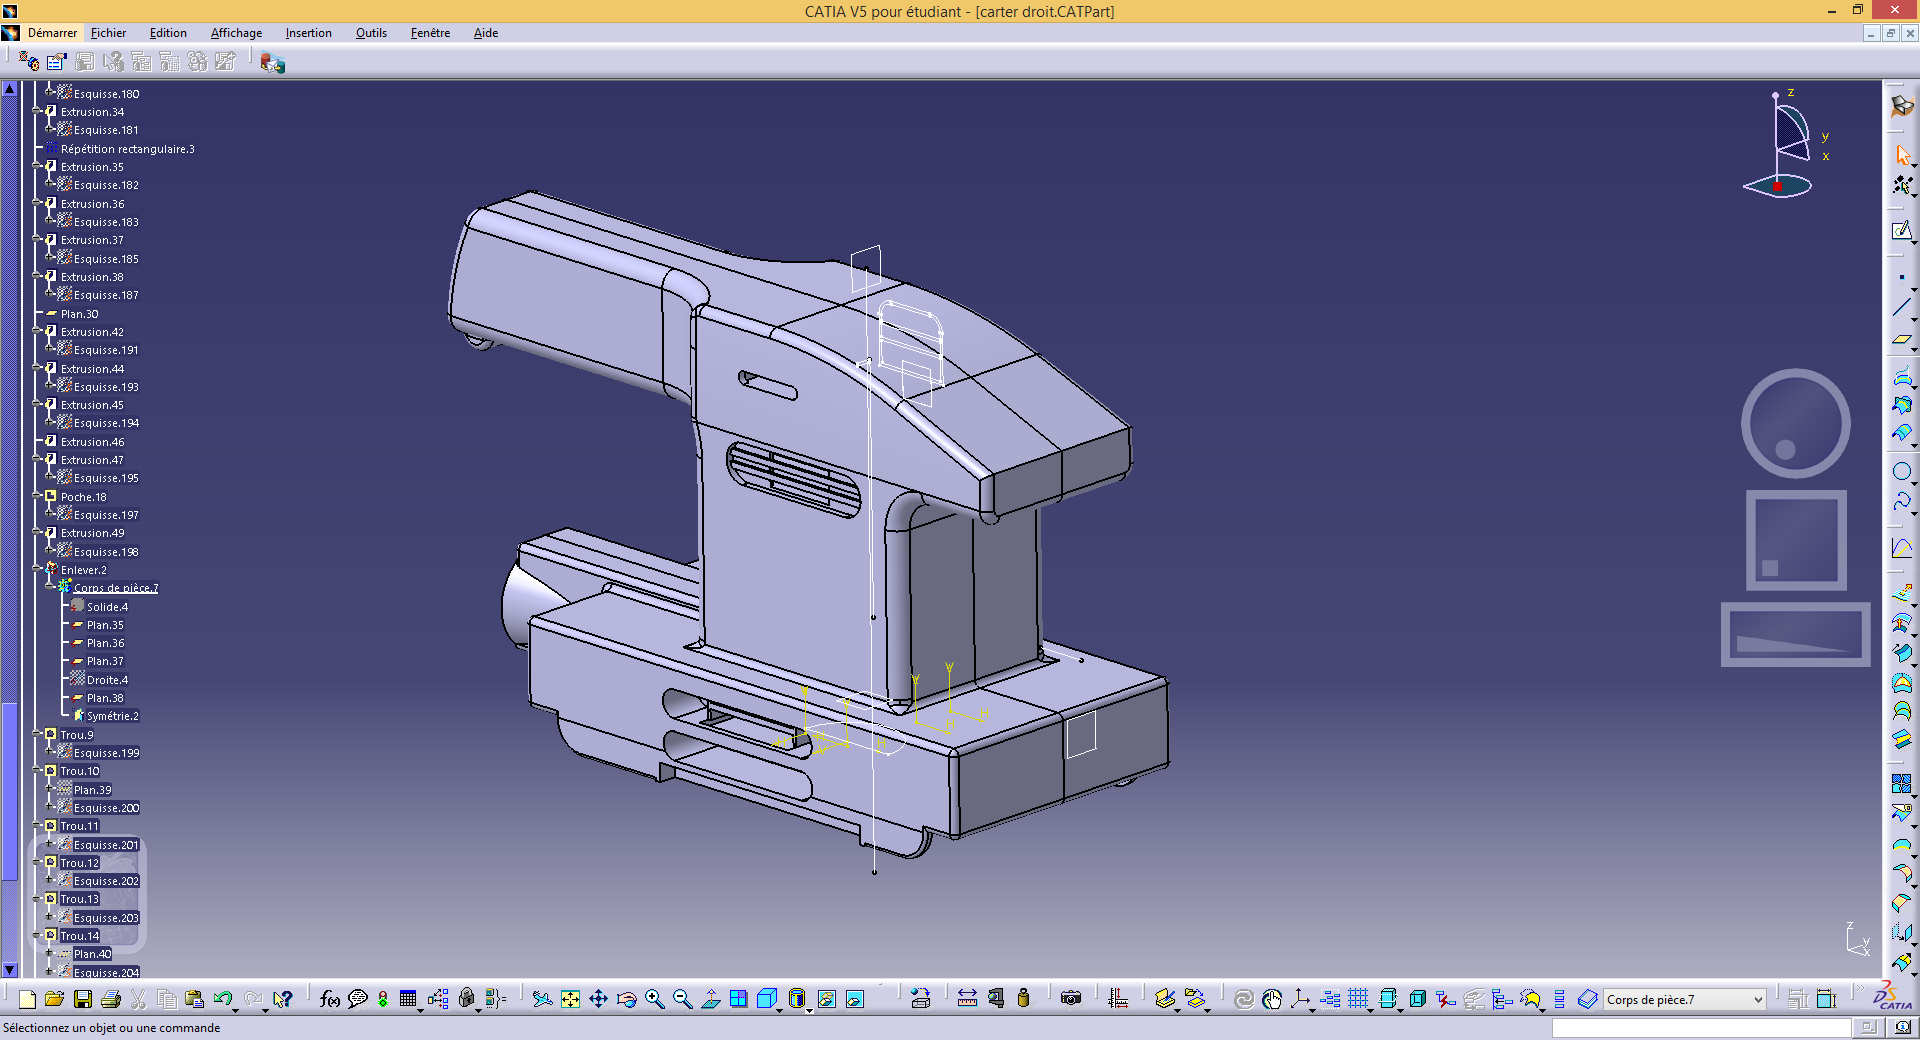 CATIA V5 pour étudiant - [carter droit.CATPart]
Démarrer Fichier Edition Affichage Insertion Outils Fenêtre Aide
Esquisse.180
Extrusion.34
Esquisse.181
Répétition rectangulaire.3
Extrusion.35
Esquisse.182
Extrusion.36
Esquisse.183
Extrusion.37
Esquisse.185
Extrusion.38
Esquisse.187
Plan.30
Extrusion.42
Esquisse.191
Extrusion.44
Esquisse.193
Extrusion.45
Esquisse.194
Extrusion.46
Extrusion.47
Esquisse.195
Poche.18
Esquisse.197
Extrusion.49
Esquisse.198
Enlever.2
Corps de pièce.7
Solide.4
Plan.35
Plan.36
Plan.37
Droite.4
Plan.38
Symétrie.2
Trou.9
Esquisse.199
Trou.10
Plan.39
Esquisse.200
Trou.11
Esquisse.201
Trou.12
Esquisse.202
Trou.13
Esquisse.203
Trou.14
Plan.40
Esquisse.204
z
y
x
Y
Y
H
z
y
x
f(x)
Corps de pièce.7
CATIA
Sélectionnez un objet ou une commande